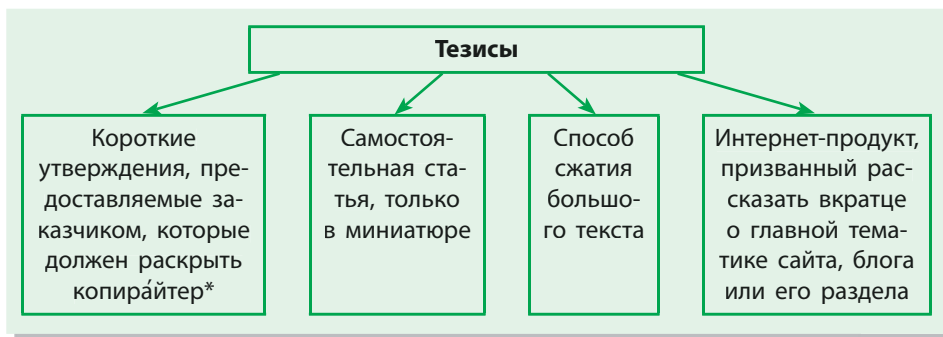 Тезисы
Короткие
утверждения, пре-
доставляемые за-
казчиком, которые
должен раскрыть
копира́йтер*
Самостоя-
тельная ста-
тья, только
в миниатюре
Способ
сжатия
большо-
го текста
Интернет-продукт,
призванный рас-
сказать вкратце
о главной тема-
тике сайта, блога
или его раздела